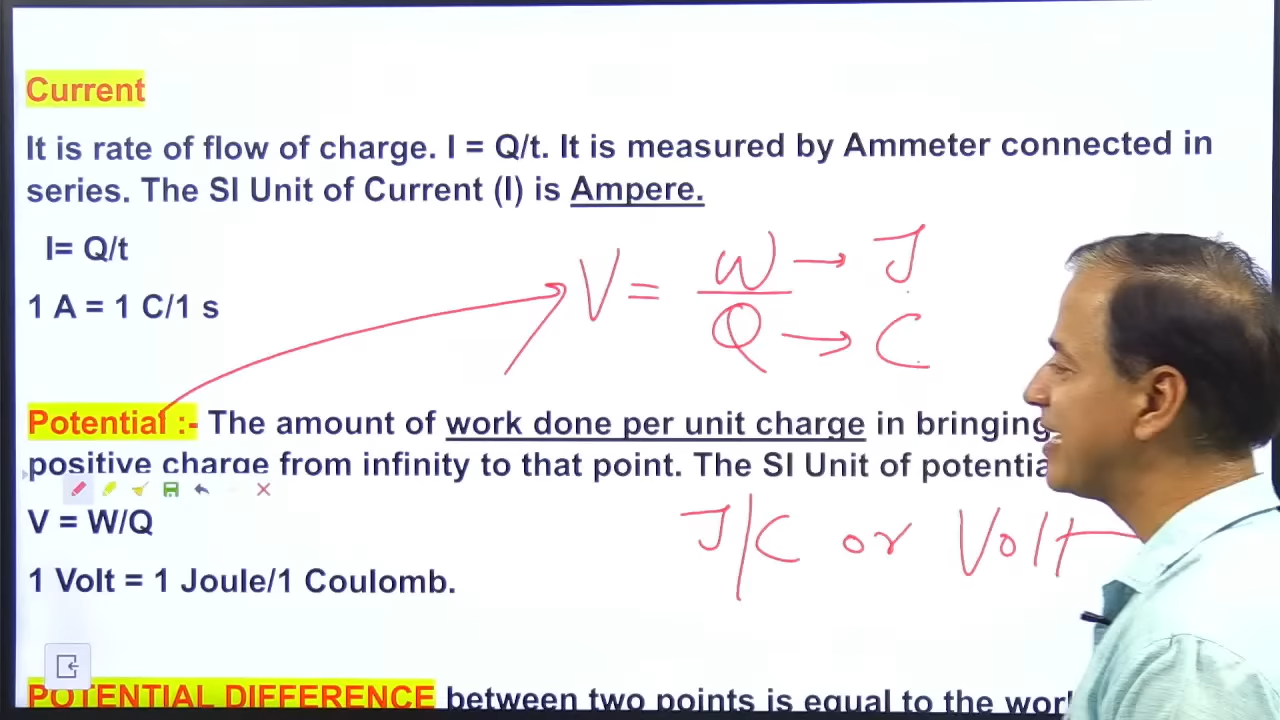 Current
It is rate of flow of charge. I = Q/t. It is measured by Ammeter connected in
series. The SI Unit of Current (I) is Ampere.
I= Q/t
1 A = 1 C/1 s
V = W/Q
W → J
Q → C
Potential :- The amount of work done per unit charge in bringing
positive charge from infinity to that point. The SI Unit of
V = W/Q
J/C or Volt
1 Volt = 1 Joule/1 Coulomb.
POTENTIAL DIFFERENCE between two points is equal to the